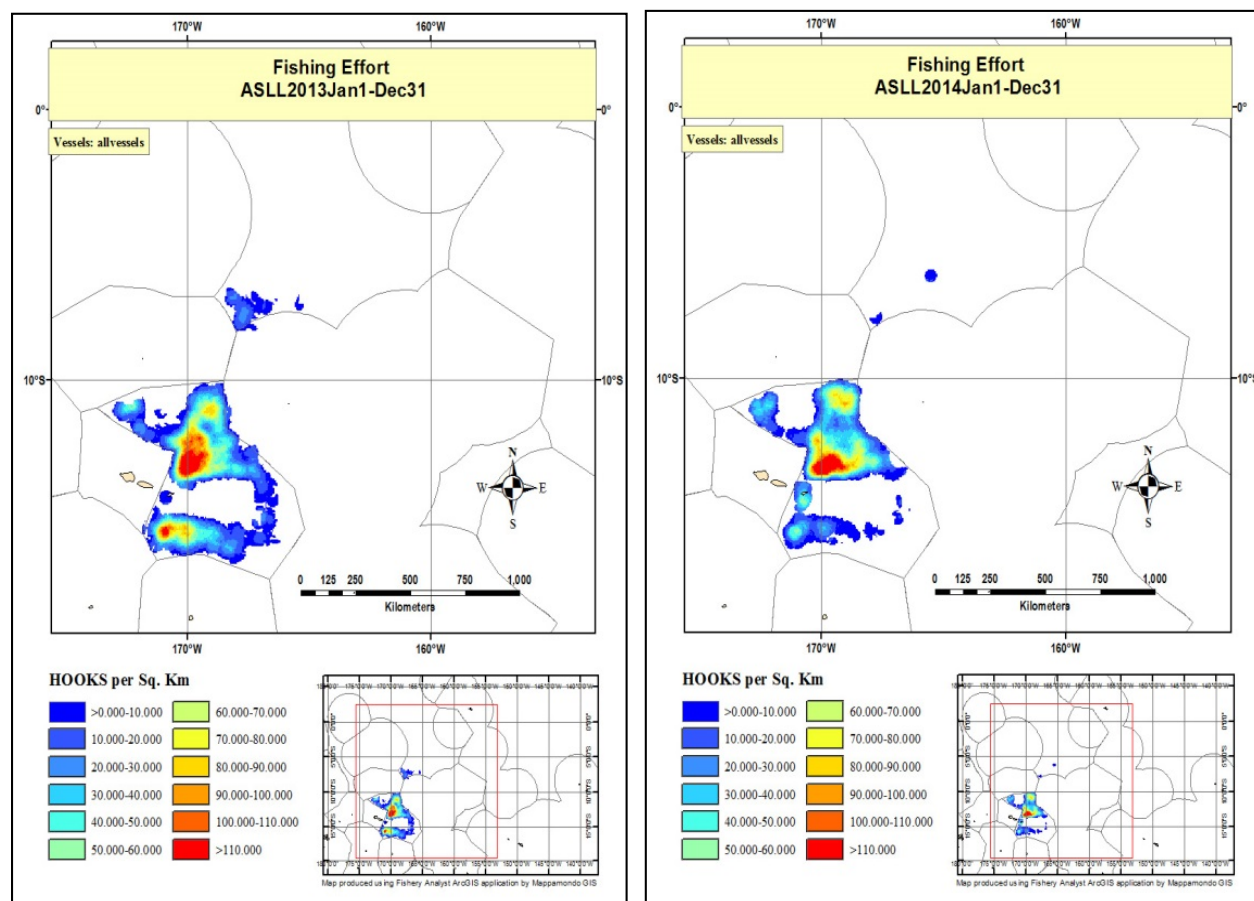 170°W
160°W
Fishing Effort
ASLL2013Jan1-Dec31
0°
0°
Vessels: allvessels
10°S
10°S
N
W
E
S
0 125 250 500 750 1,000
Kilometers
170°W
160°W
HOOKS per Sq. Km
>0.000-10.000
10.000-20.000
20.000-30.000
30.000-40.000
40.000-50.000
50.000-60.000
60.000-70.000
70.000-80.000
80.000-90.000
90.000-100.000
100.000-110.000
>110.000
Map produced using Fishery Analyst ArcGIS application by Mappamondo GIS
170°W
160°W
Fishing Effort
ASLL2014Jan1-Dec31
0°
0°
Vessels: allvessels
10°S
10°S
N
W
E
S
0 125 250 500 750 1,000
Kilometers
170°W
160°W
HOOKS per Sq. Km
>0.000-10.000
10.000-20.000
20.000-30.000
30.000-40.000
40.000-50.000
50.000-60.000
60.000-70.000
70.000-80.000
80.000-90.000
90.000-100.000
100.000-110.000
>110.000
Map produced using Fishery Analyst ArcGIS application by Mappamondo GIS